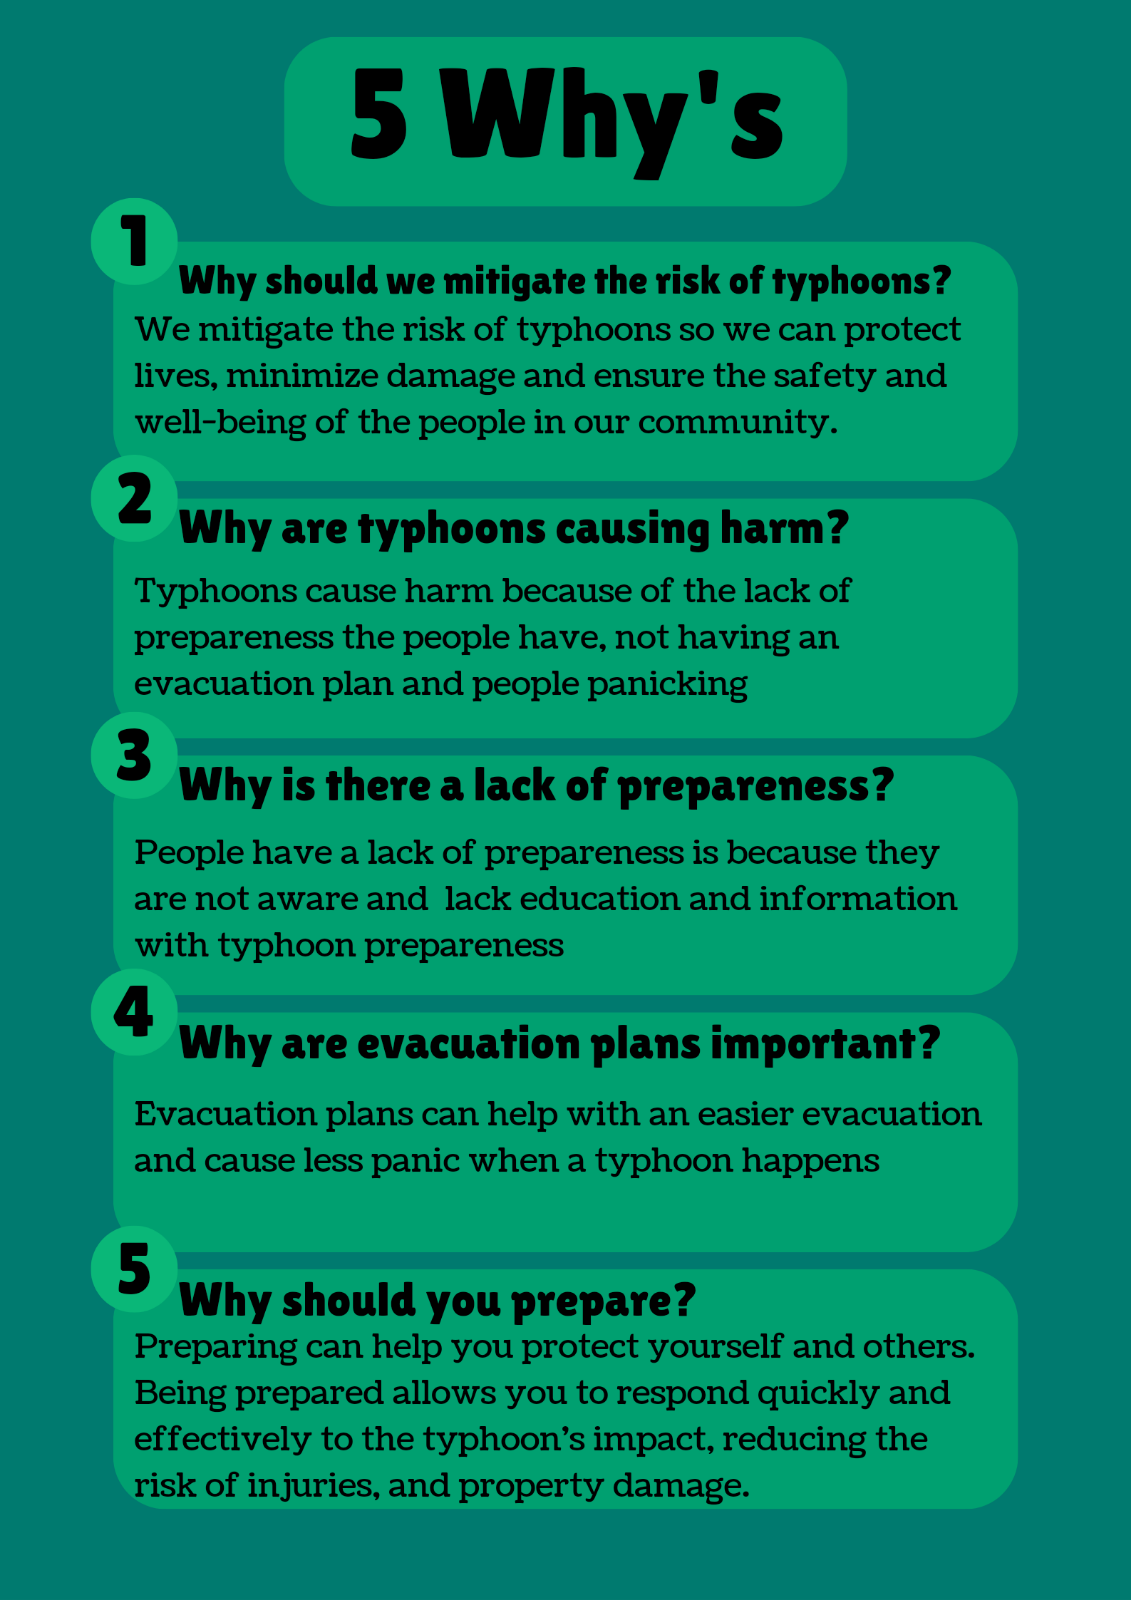 5 Why's
1
Why should we mitigate the risk of typhoons?
We mitigate the risk of typhoons so we can protect
lives, minimize damage and ensure the safety and
well-being of the people in our community.
2
Why are typhoons causing harm?
Typhoons cause harm because of the lack of
prepareness the people have, not having an
evacuation plan and people panicking
3
Why is there a lack of prepareness?
People have a lack of prepareness is because they
are not aware and  lack education and information
with typhoon prepareness
4
Why are evacuation plans important?
Evacuation plans can help with an easier evacuation
and cause less panic when a typhoon happens
5
Why should you prepare?
Preparing can help you protect yourself and others.
Being prepared allows you to respond quickly and
effectively to the typhoon’s impact, reducing the
risk of injuries, and property damage.